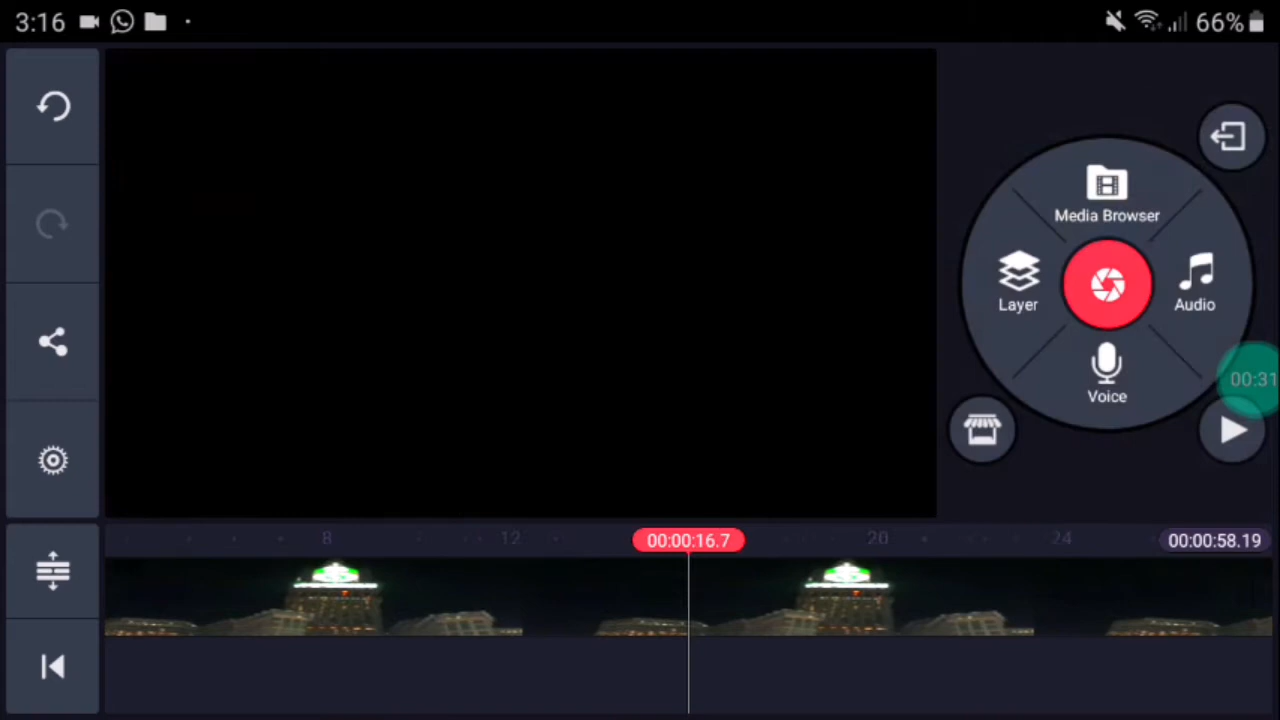 3:16
66%
Media Browser
Layer
Audio
Voice
00:31
8
12
00:00:16.7
20
24
00:00:58.19